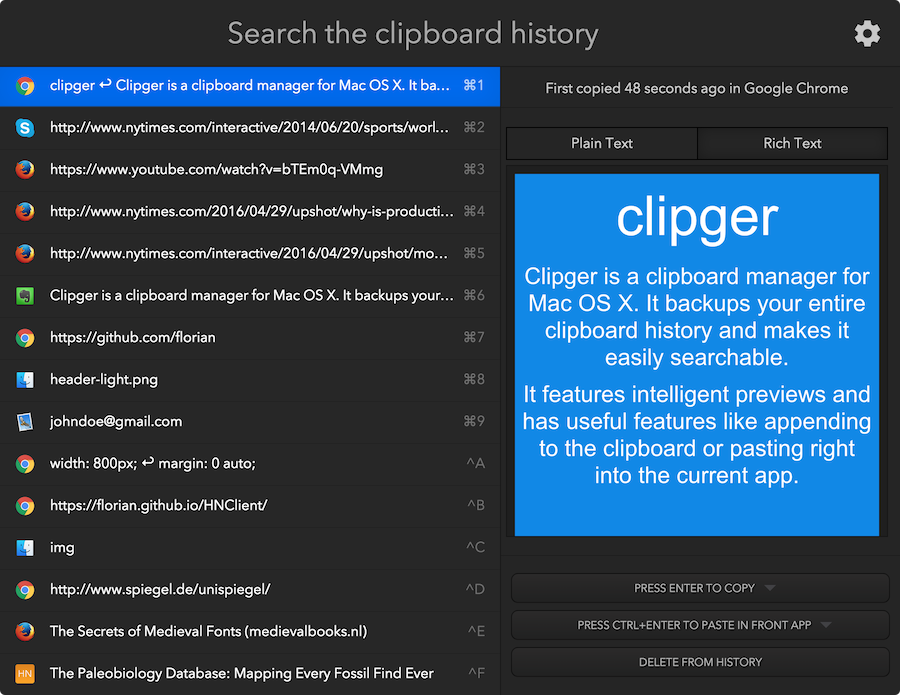 Search the clipboard history
clipger ↩ Clipger is a clipboard manager for Mac OS X. It ba... ⌘1
http://www.nytimes.com/interactive/2014/06/20/sports/worl... ⌘2
https://www.youtube.com/watch?v=bTEm0q-VMmg ⌘3
http://www.nytimes.com/2016/04/29/upshot/why-is-producti... ⌘4
http://www.nytimes.com/interactive/2016/04/29/upshot/mo... ⌘5
Clipger is a clipboard manager for Mac OS X. It backups your... ⌘6
https://github.com/florian ⌘7
header-light.png ⌘8
johndoe@gmail.com ⌘9
width: 800px; ↩ margin: 0 auto; ^A
https://florian.github.io/HNClient/ ^B
img ^C
http://www.spiegel.de/unispiegel/ ^D
The Secrets of Medieval Fonts (medievalbooks.nl) ^E
HN The Paleobiology Database: Mapping Every Fossil Find Ever ^F
First copied 48 seconds ago in Google Chrome
Plain Text Rich Text
clipger
Clipger is a clipboard manager for
Mac OS X. It backups your entire
clipboard history and makes it
easily searchable.
It features intelligent previews and
has useful features like appending
to the clipboard or pasting right
into the current app.
PRESS ENTER TO COPY
PRESS CTRL+ENTER TO PASTE IN FRONT APP
DELETE FROM HISTORY